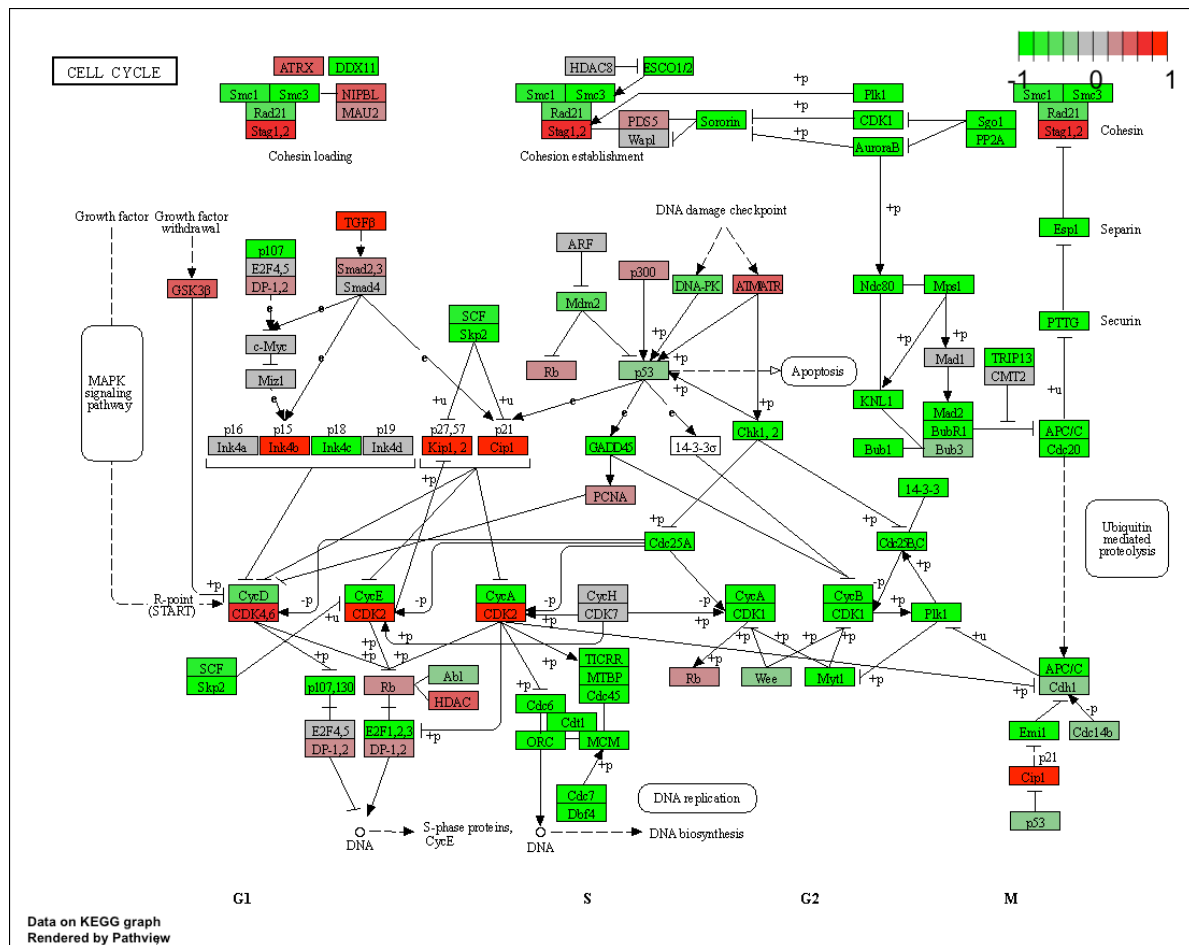 CELL CYCLE
-1 0 1
ATRX DDX11
Smc1 Smc3 NIPBL
Rad21 MAU2
Stag1,2
Cohesin loading
HDAC8 ESCO1/2
Smc1 Smc3
Rad21
Stag1,2
PDS5
Wapl
Sororin
Cohesion establishment
+p
Plk1
+p
CDK1
+p
AuroraB
Sgo1
PP2A
Smc1 Smc3
Rad21
Stag1,2
Cohesin
+p
Growth factor
Growth factor
withdrawal
GSK3β
MAPK
signaling
pathway
R-point
(START)
TGFβ
p107
E2F4,5
DP-1,2
Smad2,3
Smad4
e
e
c-Myc
e
e
Miz1
e
SCF
Skp2
+u
+u
ARF
Mdm2
Rb
p300
DNA damage checkpoint
DNA-PK
ATM/ATR
+p
+p
+p
+p
e
p53
+p
Apoptosis
e
e
e
Esp1
Separin
PTTG
Securin
+u
Ndc80
Mps1
+p
+p
Mad1
TRIP13
CMT2
KNL1
Mad2
BubR1
Bub1
Bub3
APC/C
Cdc20
p16
Ink4a
p15
Ink4b
p18
Ink4c
p19
Ink4d
p27,57
Kip1, 2
p21
Cip1
+p
GADD45
14-3-3σ
Chk1, 2
PCNA
14-3-3
+p
Cdc25A
+p
Cdc25B,C
Ubiquitin
mediated
proteolysis
+p
CycD
CDK4,6
-p
CycE
CDK2
-p
CycA
CDK2
-p
CycH
CDK7
-p
CycA
CDK1
-p
CycB
CDK1
+p
+p
Plk1
+u
+u
+p
+p
+p
+p
+p
+p
+p
+p
+p
+p
+p
+p
SCF
Skp2
p107,130
Rb
Abl
HDAC
TICRR
MTBP
Cdc45
Rb
Wee
Myt1
APC/C
Cdh1
-p
E2F4,5
DP-1,2
E2F1,2,3
DP-1,2
+p
Cdc6
Cdt1
ORC
MCM
+p
Cdc7
Dbf4
Emi1
Cdc14b
p21
Cip1
p53
DNA replication
DNA
S-phase proteins,
CycE
DNA
DNA biosynthesis
G1 S G2 M
Data on KEGG graph
Rendered by Pathview